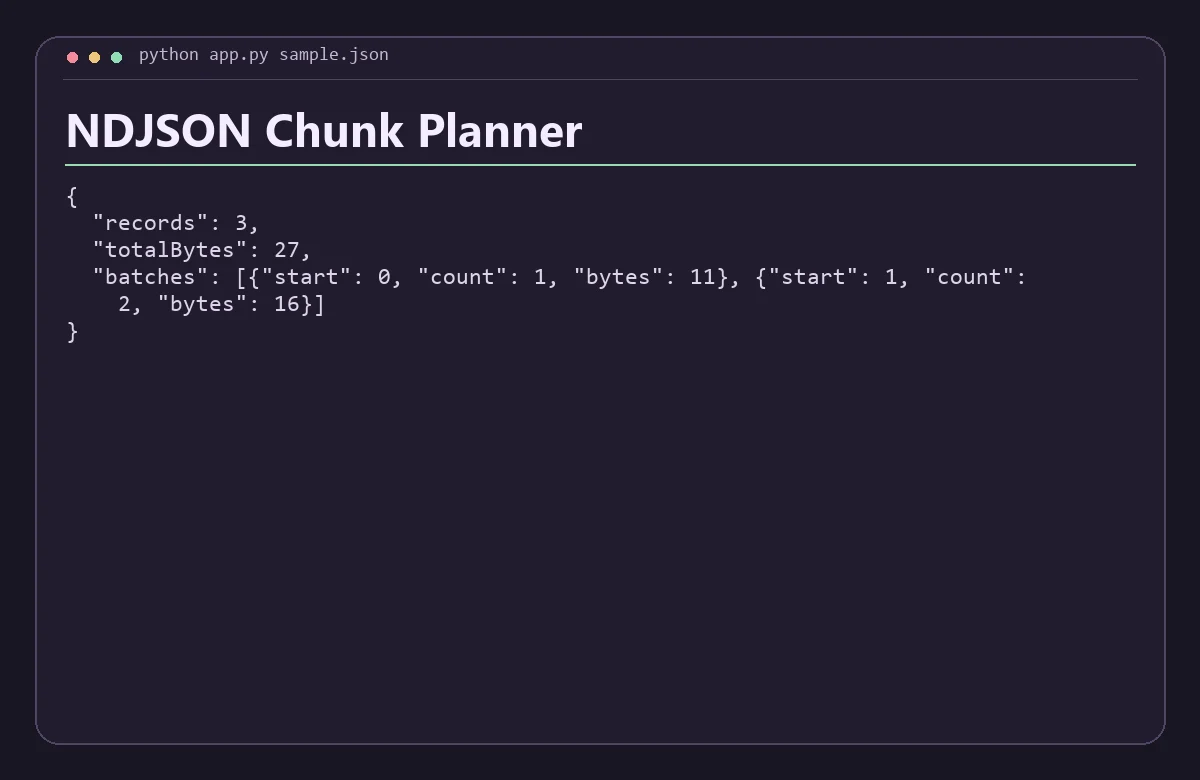 python app.py sample.json
NDJSON Chunk Planner
{
  "records": 3,
  "totalBytes": 27,
  "batches": [{"start": 0, "count": 1, "bytes": 11}, {"start": 1, "count":
    2, "bytes": 16}]
}